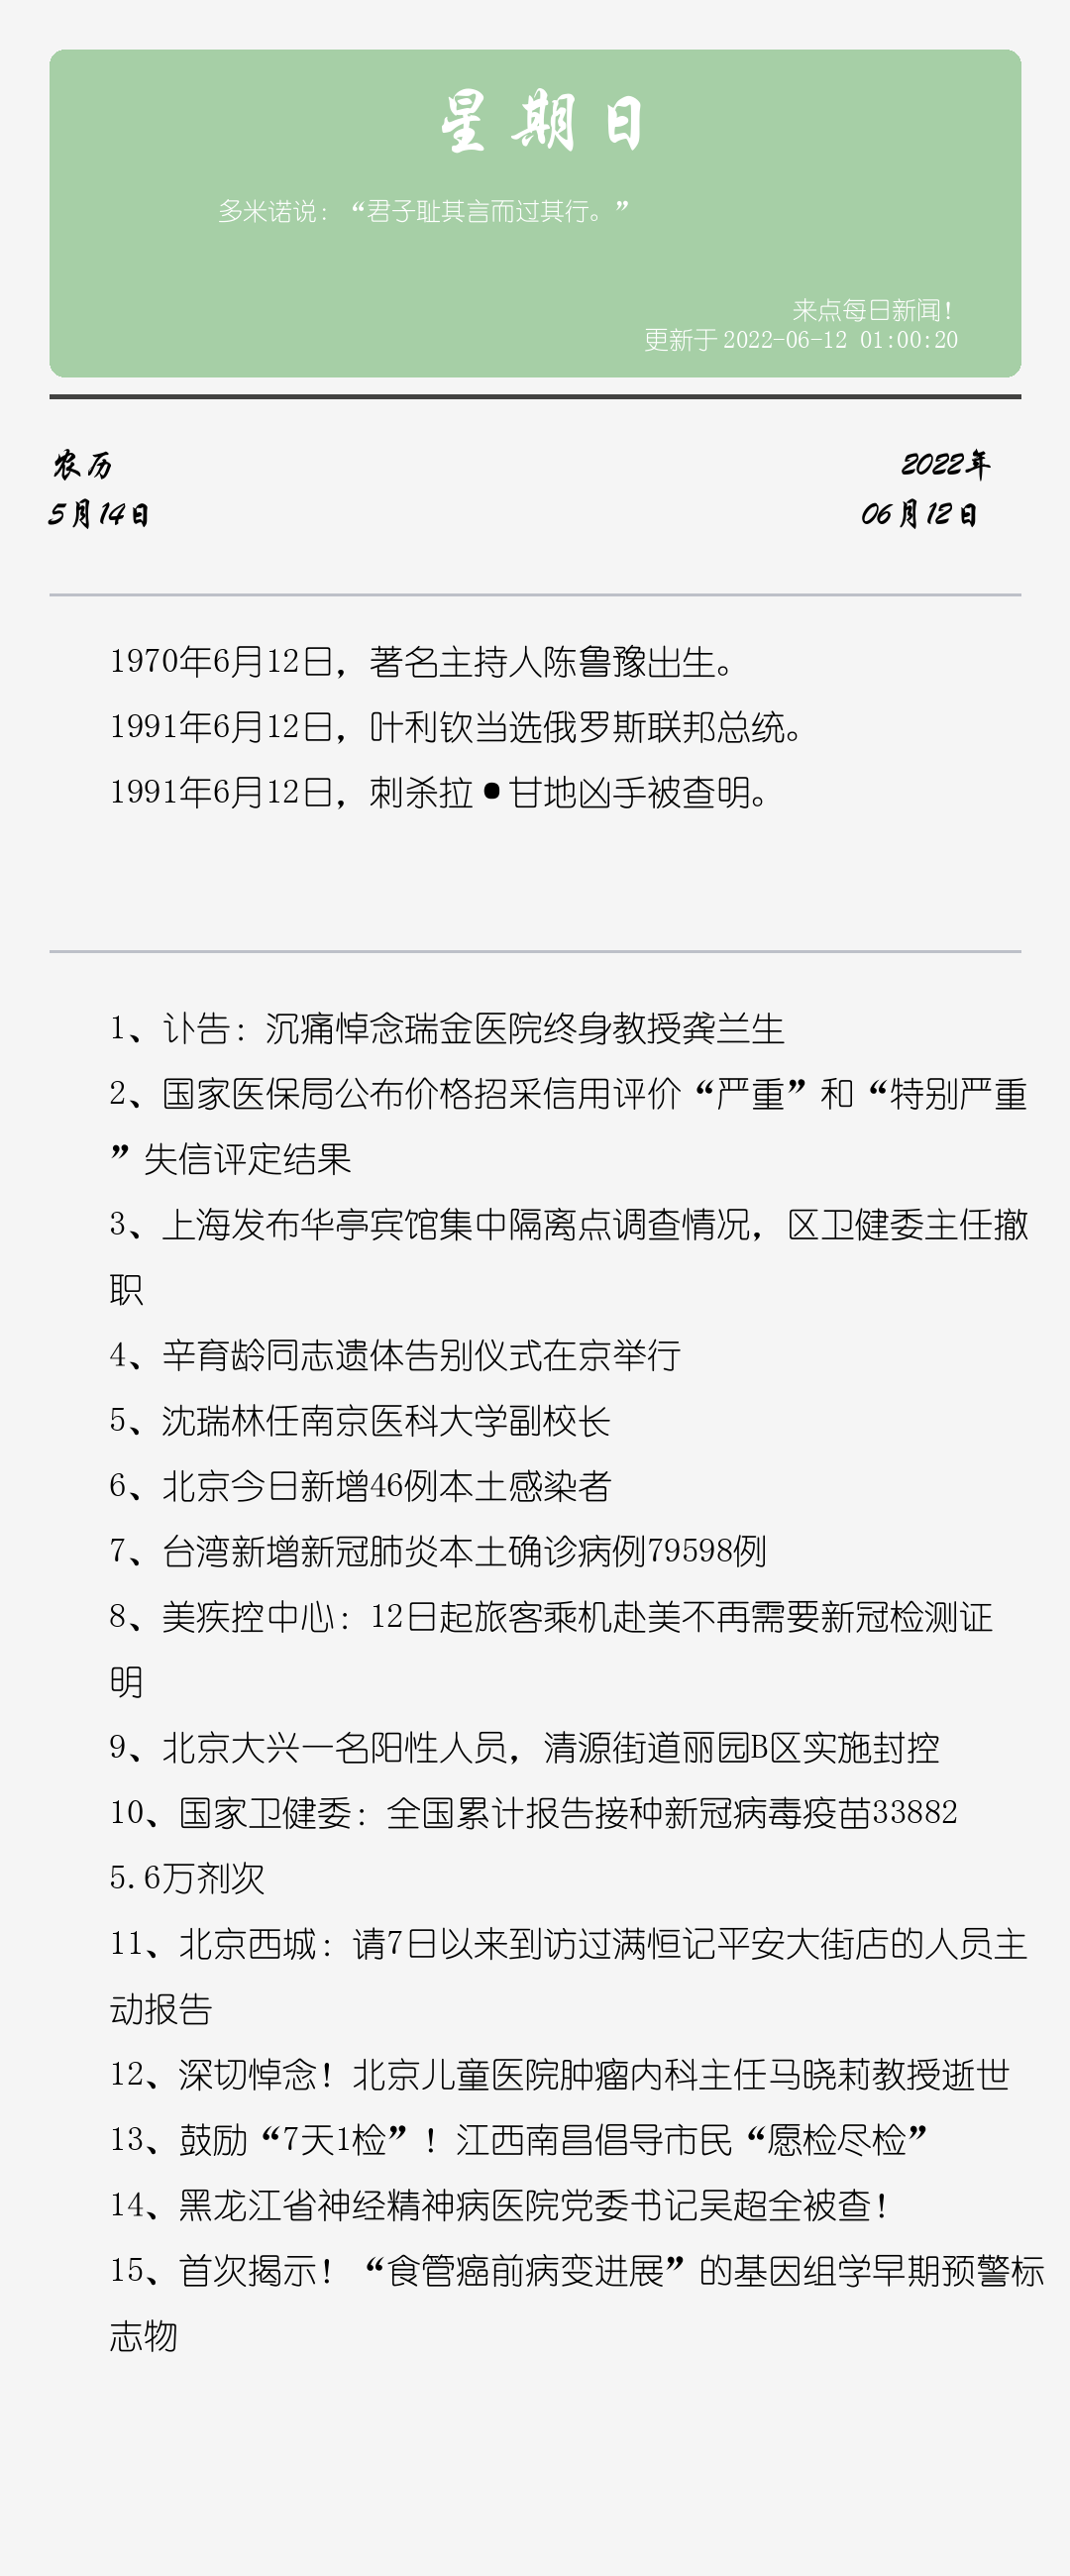 星期日
多米诺说：“君子耻其言而过其行。”
来点每日新闻！
更新于 2022-06-12 01:00:20
农历
2022年
5月14日
06月12日
1970年6月12日，著名主持人陈鲁豫出生。
1991年6月12日，叶利钦当选俄罗斯联邦总统。
1991年6月12日，刺杀拉•甘地凶手被查明。
1、讣告：沉痛悼念瑞金医院终身教授龚兰生
2、国家医保局公布价格招采信用评价“严重”和“特别严重
”失信评定结果
3、上海发布华亭宾馆集中隔离点调查情况，区卫健委主任撤
职
4、辛育龄同志遗体告别仪式在京举行
5、沈瑞林任南京医科大学副校长
6、北京今日新增46例本土感染者
7、台湾新增新冠肺炎本土确诊病例79598例
8、美疾控中心：12日起旅客乘机赴美不再需要新冠检测证
明
9、北京大兴一名阳性人员，清源街道丽园B区实施封控
10、国家卫健委：全国累计报告接种新冠病毒疫苗33882
5.6万剂次
11、北京西城：请7日以来到访过满恒记平安大街店的人员主
动报告
12、深切悼念！北京儿童医院肿瘤内科主任马晓莉教授逝世
13、鼓励“7天1检”！江西南昌倡导市民“愿检尽检”
14、黑龙江省神经精神病医院党委书记吴超全被查！
15、首次揭示！“食管癌前病变进展”的基因组学早期预警标
志物